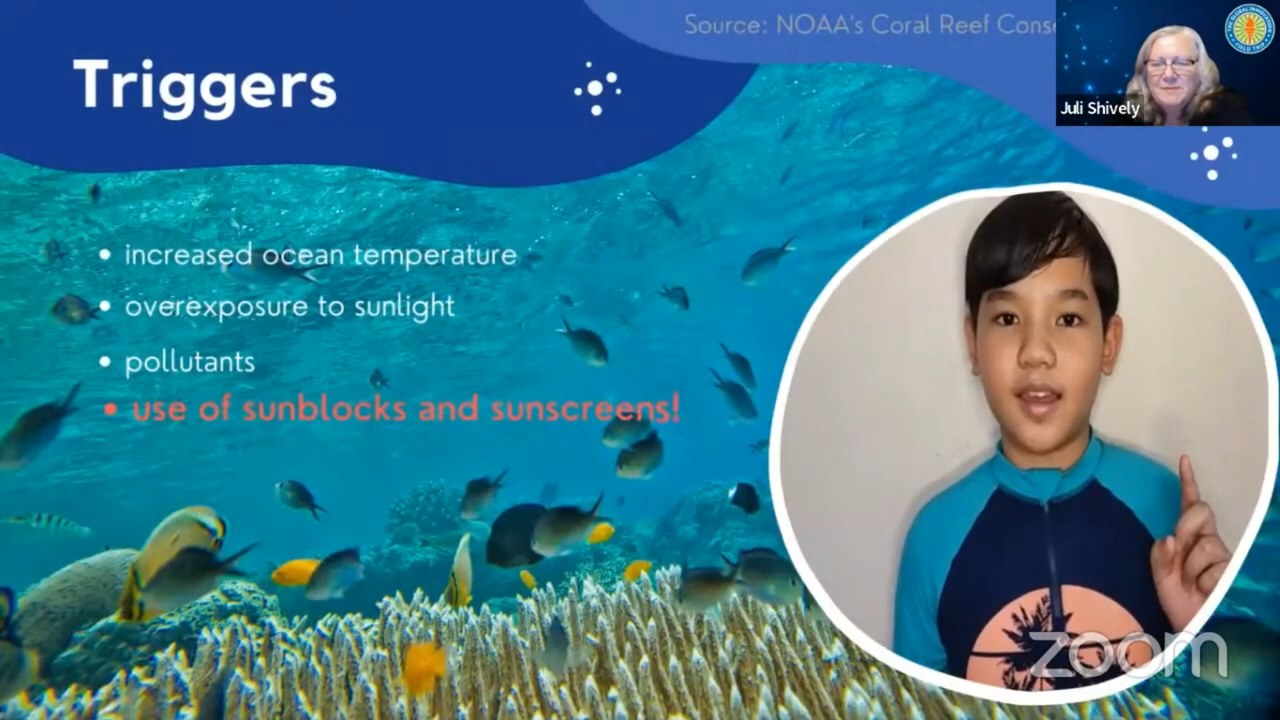 Source: NOAA's Coral Reef
Triggers
Juli Shively
• increased ocean temperature
• overexposure to sunlight
• pollutants
• use of sunblocks and sunscreens!
zoom